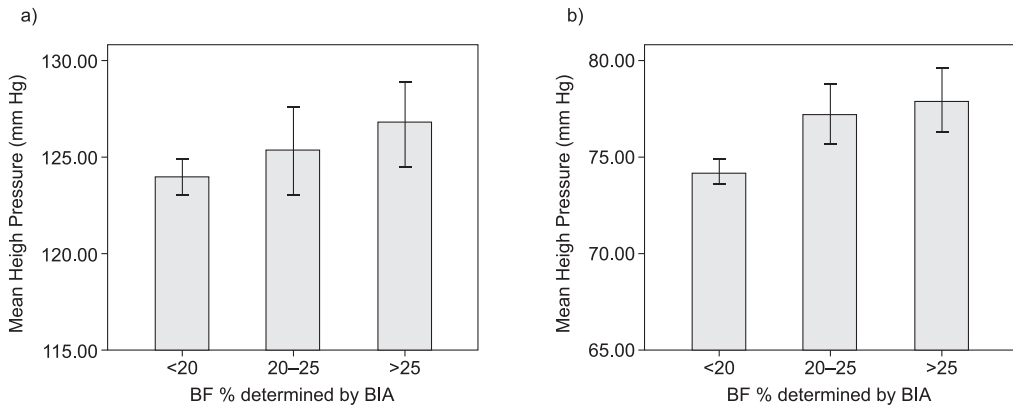 a)
Mean Heigh Pressure (mm Hg)
130.00
125.00
120.00
115.00
<20 20–25 >25
BF % determined by BIA
b)
Mean Heigh Pressure (mm Hg)
80.00
75.00
70.00
65.00
<20 20–25 >25
BF % determined by BIA